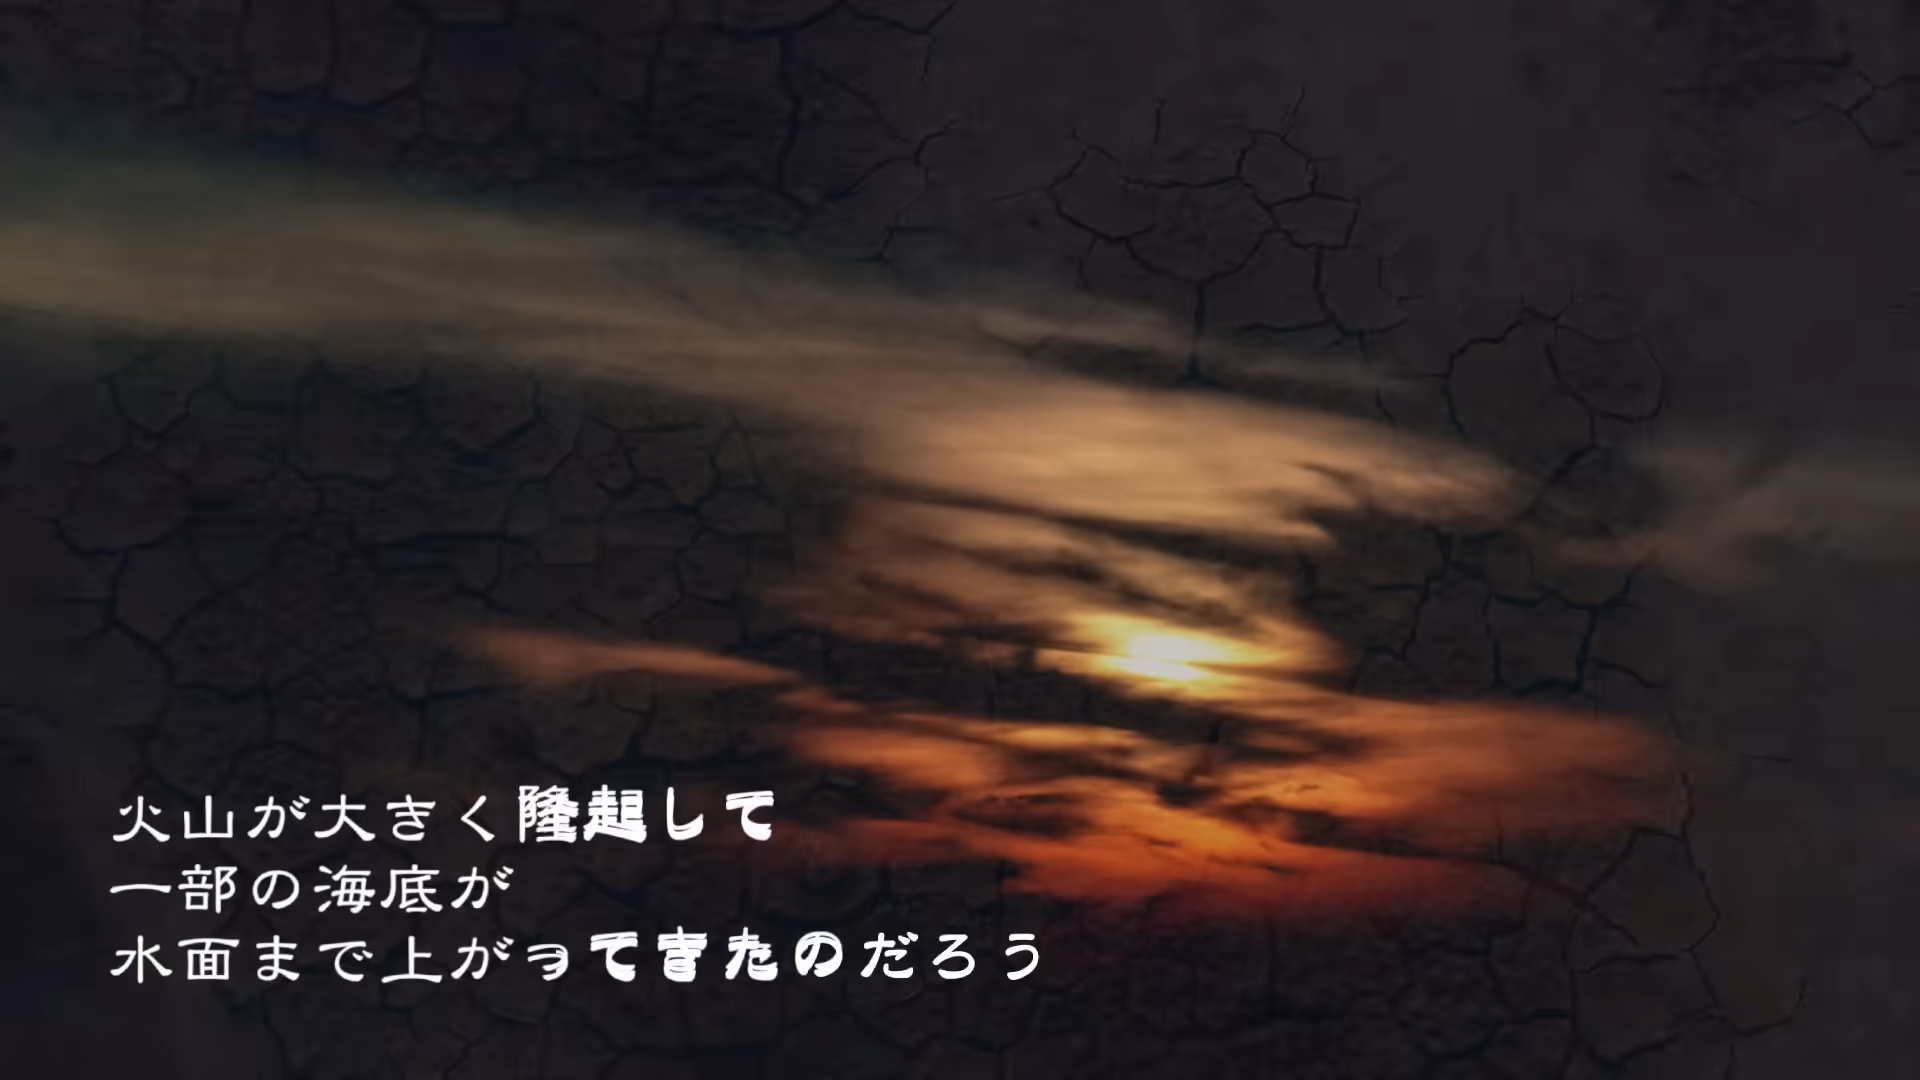 火山が大きく隆起して
一部の海底が
水面まで上がってきたのだろう